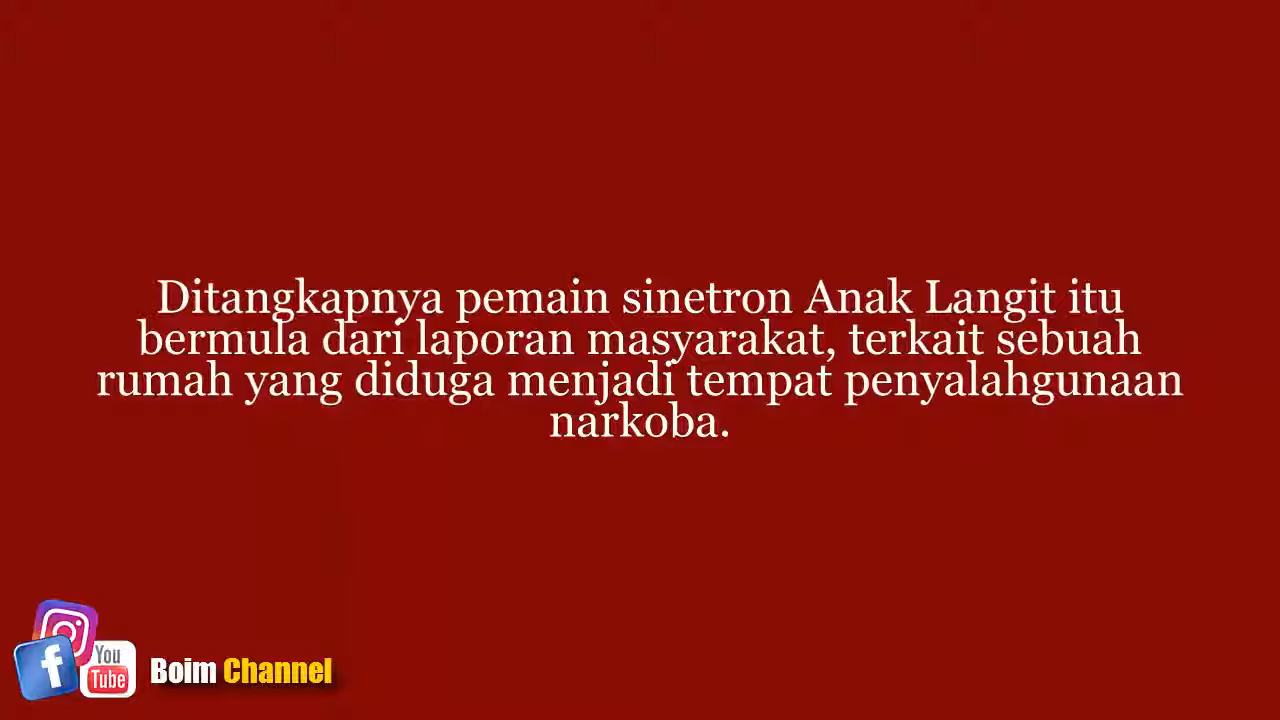 Ditangkapnya pemain sinetron Anak Langit itu
bermula dari laporan masyarakat, terkait sebuah
rumah yang diduga menjadi tempat penyalahgunaan
narkoba.
f
You
Tube
Boim Channel